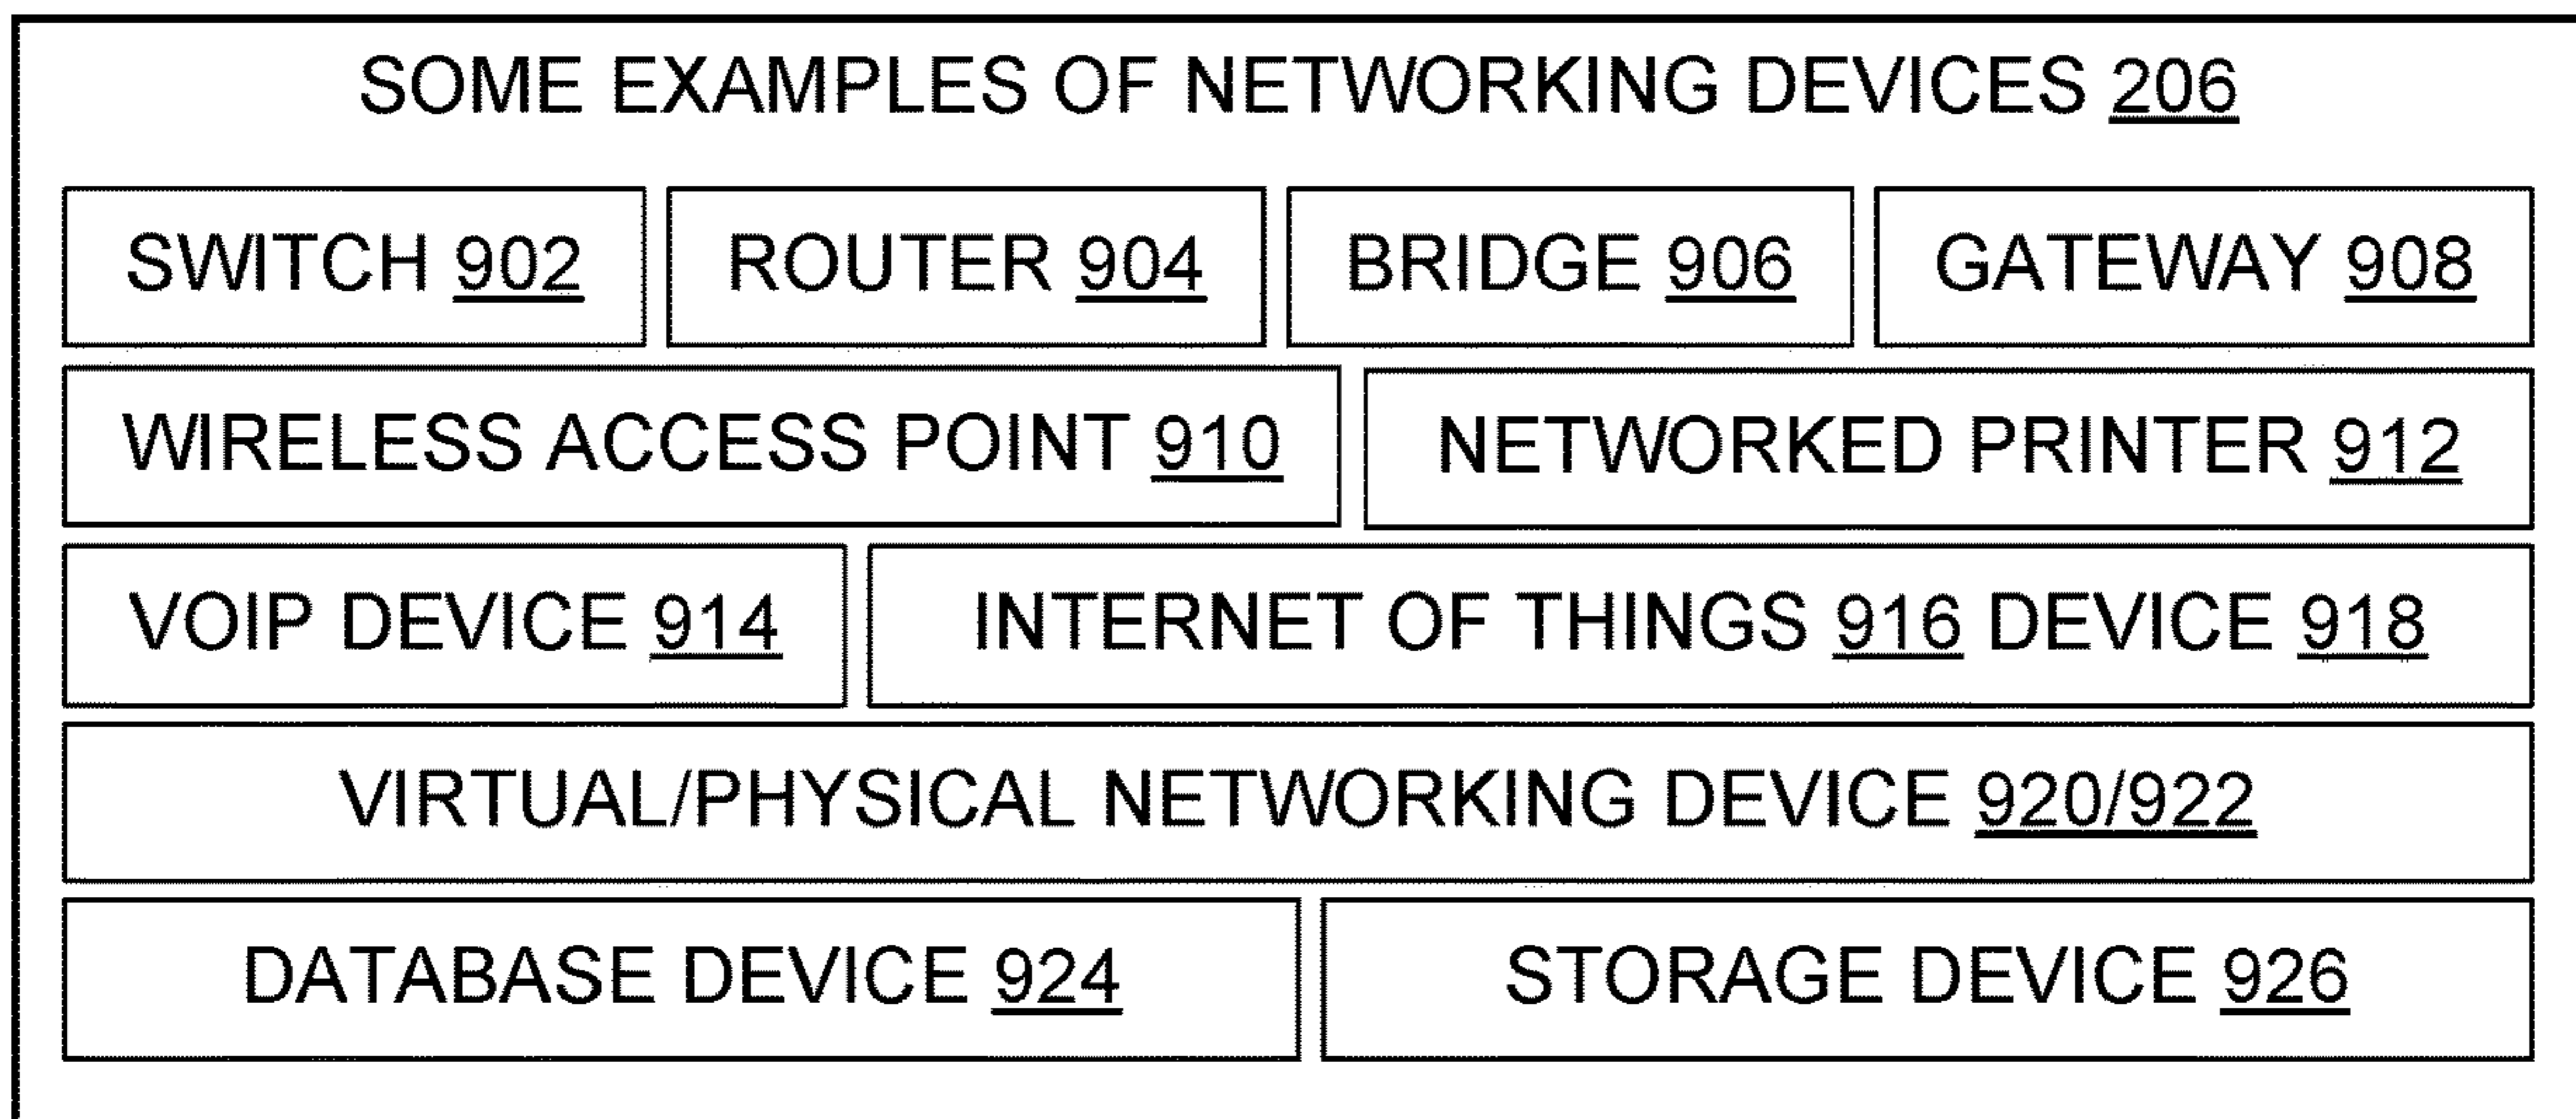 SOME EXAMPLES OF NETWORKING DEVICES 206
SWITCH 902
ROUTER 904
BRIDGE 906
GATEWAY 908
WIRELESS ACCESS POINT 910
NETWORKED PRINTER 912
VOIP DEVICE 914
INTERNET OF THINGS 916 DEVICE 918
VIRTUAL/PHYSICAL NETWORKING DEVICE 920/922
DATABASE DEVICE 924
STORAGE DEVICE 926